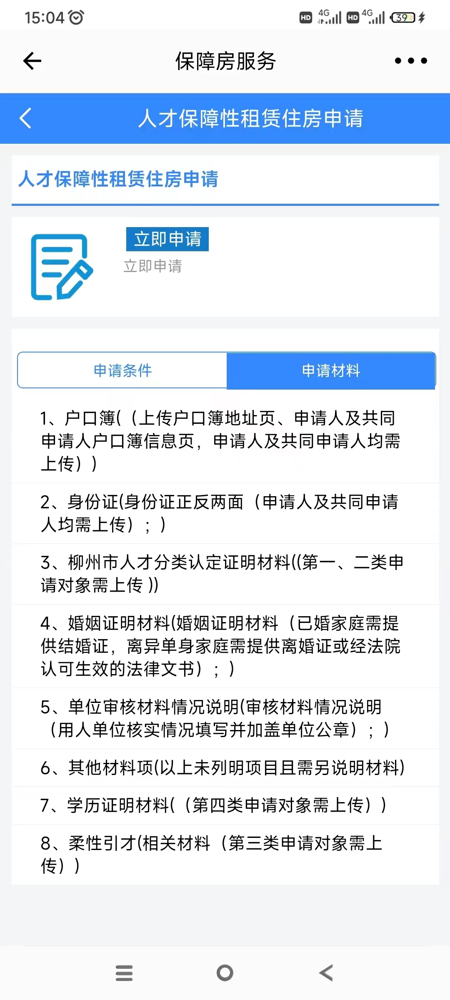 15:04
HD 4G HD 4G 39
保障房服务
人才保障性租赁住房申请
人才保障性租赁住房申请
立即申请
立即申请
申请条件
申请材料
1、户口簿(（上传户口簿地址页、申请人及共同
申请人户口簿信息页，申请人及共同申请人均需
上传）)
2、身份证(身份证正反两面（申请人及共同申请
人均需上传）；)
3、柳州市人才分类认定证明材料((第一、二类申
请对象需上传 ))
4、婚姻证明材料(婚姻证明材料（已婚家庭需提
供结婚证，离异单身家庭需提供离婚证或经法院
认可生效的法律文书）；)
5、单位审核材料情况说明(审核材料情况说明
（用人单位核实情况填写并加盖单位公章）；)
6、其他材料项(以上未列明项目且需另说明材料)
7、学历证明材料(（第四类申请对象需上传）)
8、柔性引才(相关材料（第三类申请对象需上
传）)